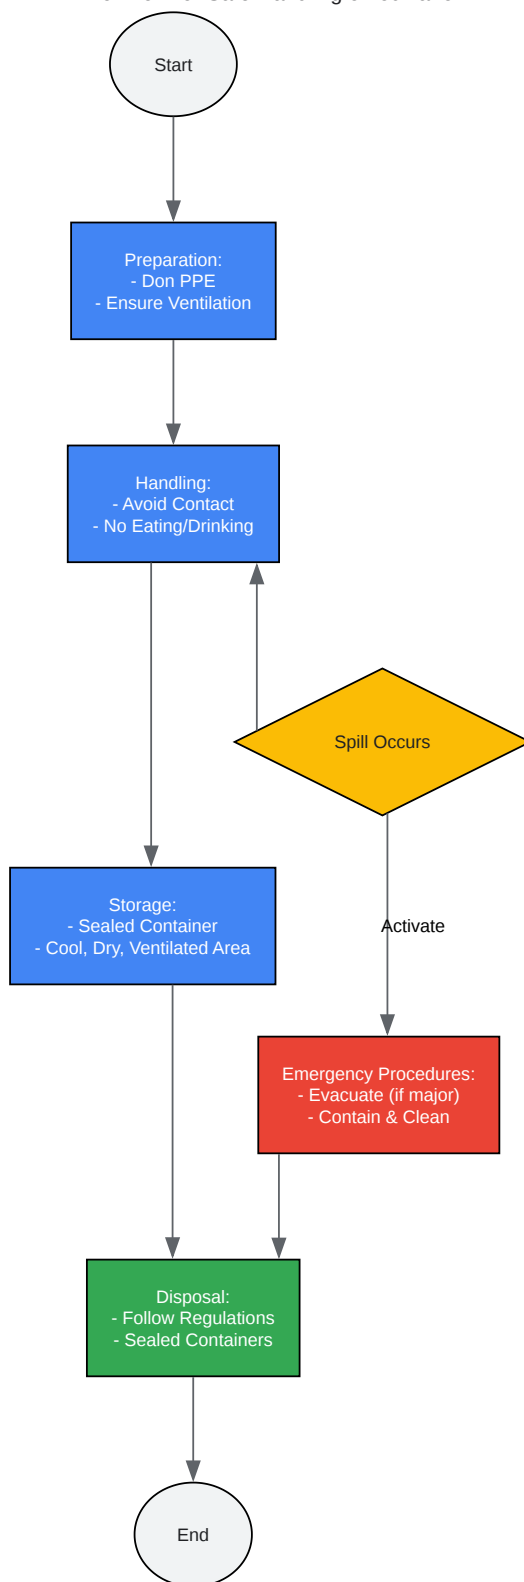 Start
Preparation:
- Don PPE
- Ensure Ventilation
Handling:
- Avoid Contact
- No Eating/Drinking
Spill Occurs
Storage:
- Sealed Container
- Cool, Dry, Ventilated Area
Activate
Emergency Procedures:
- Evacuate (if major)
- Contain & Clean
Disposal:
- Follow Regulations
- Sealed Containers
End